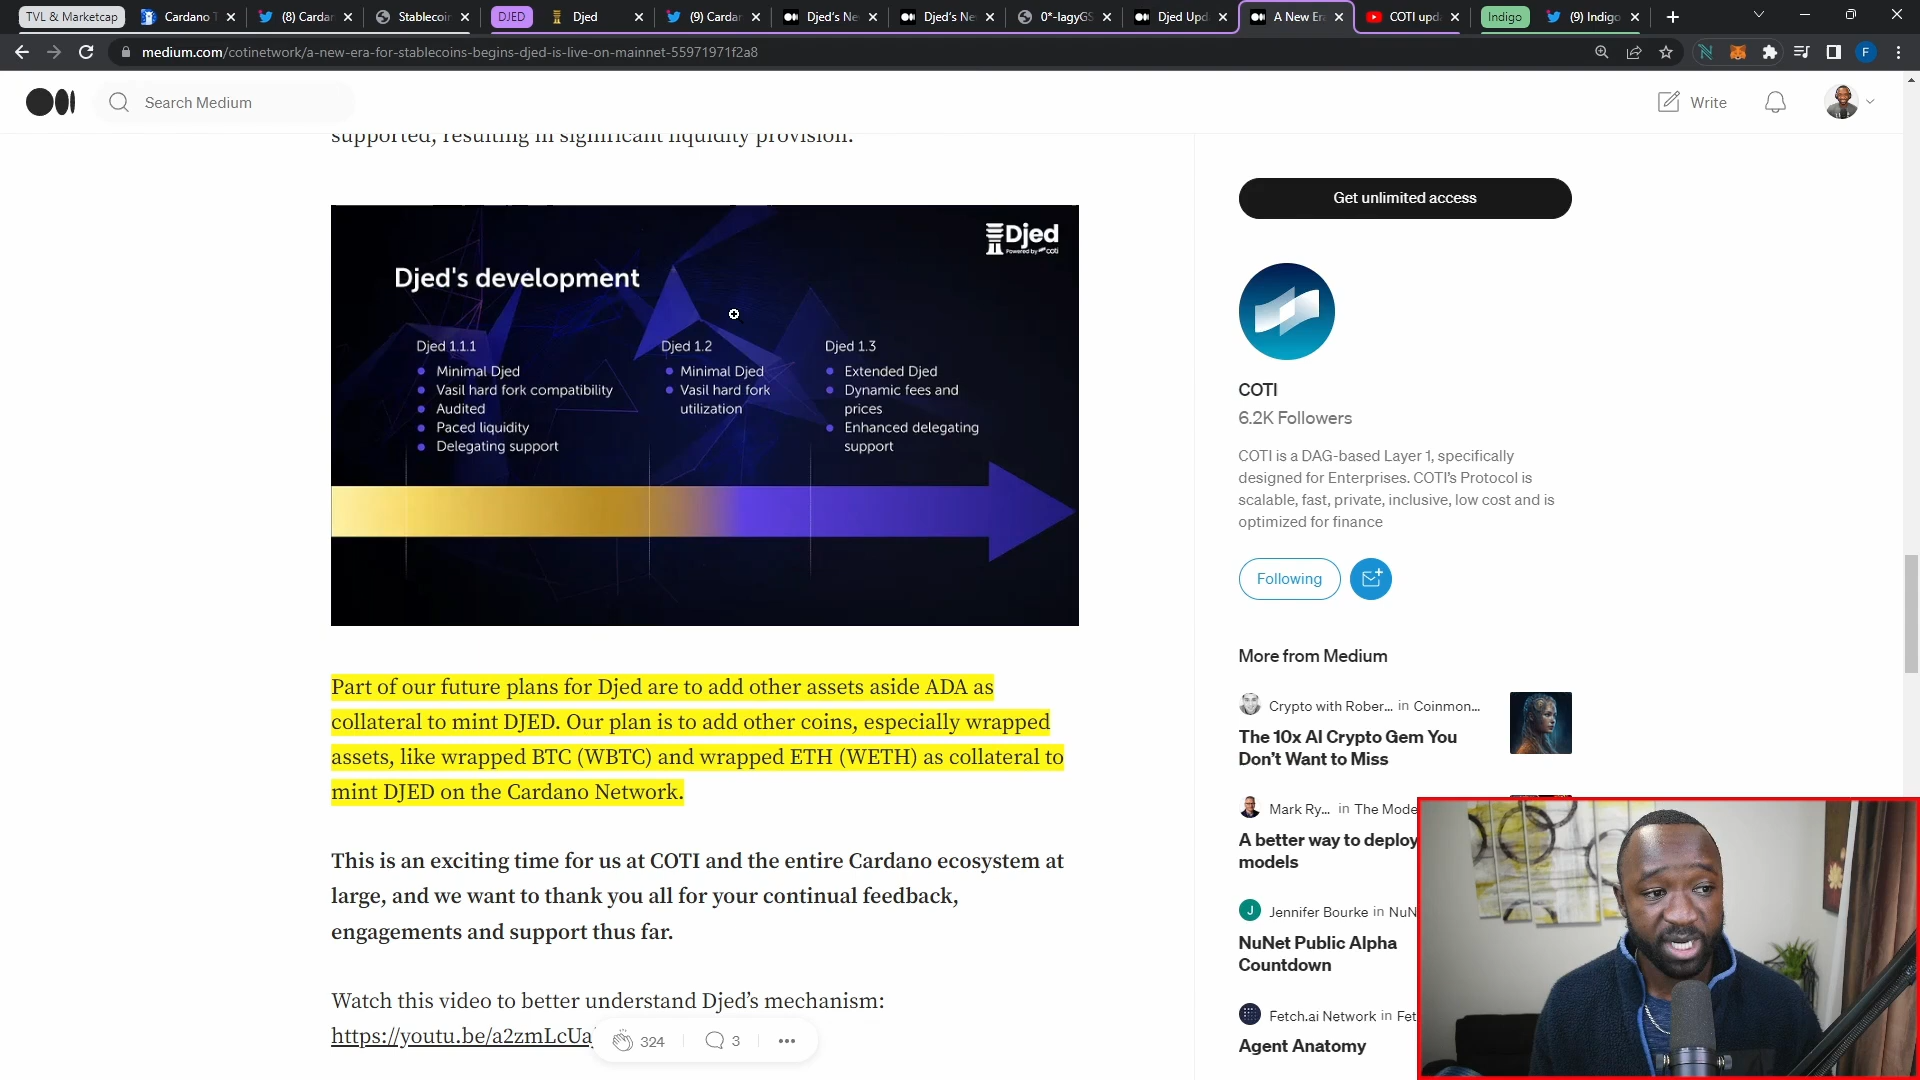 TVL & Marketcap
Cardano T
(8) Cardan
Stablecoin
DJED
Djed
(9) Cardan
Djed's Ne
Djed's Ne
0*-IagyGS
Djed Upd
A New Era
COTI upda
Indigo
(9) Indigo
medium.com/cotinetwork/a-new-era-for-stablecoins-begins-djed-is-live-on-mainnet-55971971f2a8
F
Search Medium
Write
supported, resulting in significant liquidity provision.
Djed
Powered by coti
Djed's development
Djed 1.1.1
Minimal Djed
Vasil hard fork compatibility
Audited
Paced liquidity
Delegating support
Djed 1.2
Minimal Djed
Vasil hard fork
utilization
Djed 1.3
Extended Djed
Dynamic fees and
prices
Enhanced delegating
support
Part of our future plans for Djed are to add other assets aside ADA as
collateral to mint DJED. Our plan is to add other coins, especially wrapped
assets, like wrapped BTC (WBTC) and wrapped ETH (WETH) as collateral to
mint DJED on the Cardano Network.
This is an exciting time for us at COTI and the entire Cardano ecosystem at
large, and we want to thank you all for your continual feedback,
engagements and support thus far.
Watch this video to better understand Djed's mechanism:
https://youtu.be/a2zmLcUa
324
3
Get unlimited access
COTI
6.2K Followers
COTI is a DAG-based Layer 1, specifically
designed for Enterprises. COTI's Protocol is
scalable, fast, private, inclusive, low cost and is
optimized for finance
Following
More from Medium
Crypto with Rober... in Coinmon...
The 10x AI Crypto Gem You
Don't Want to Miss
Mark Ry... in The Mode
A better way to deploy
models
J
Jennifer Bourke in NuN
NuNet Public Alpha
Countdown
Fetch.ai Network in Fet
Agent Anatomy